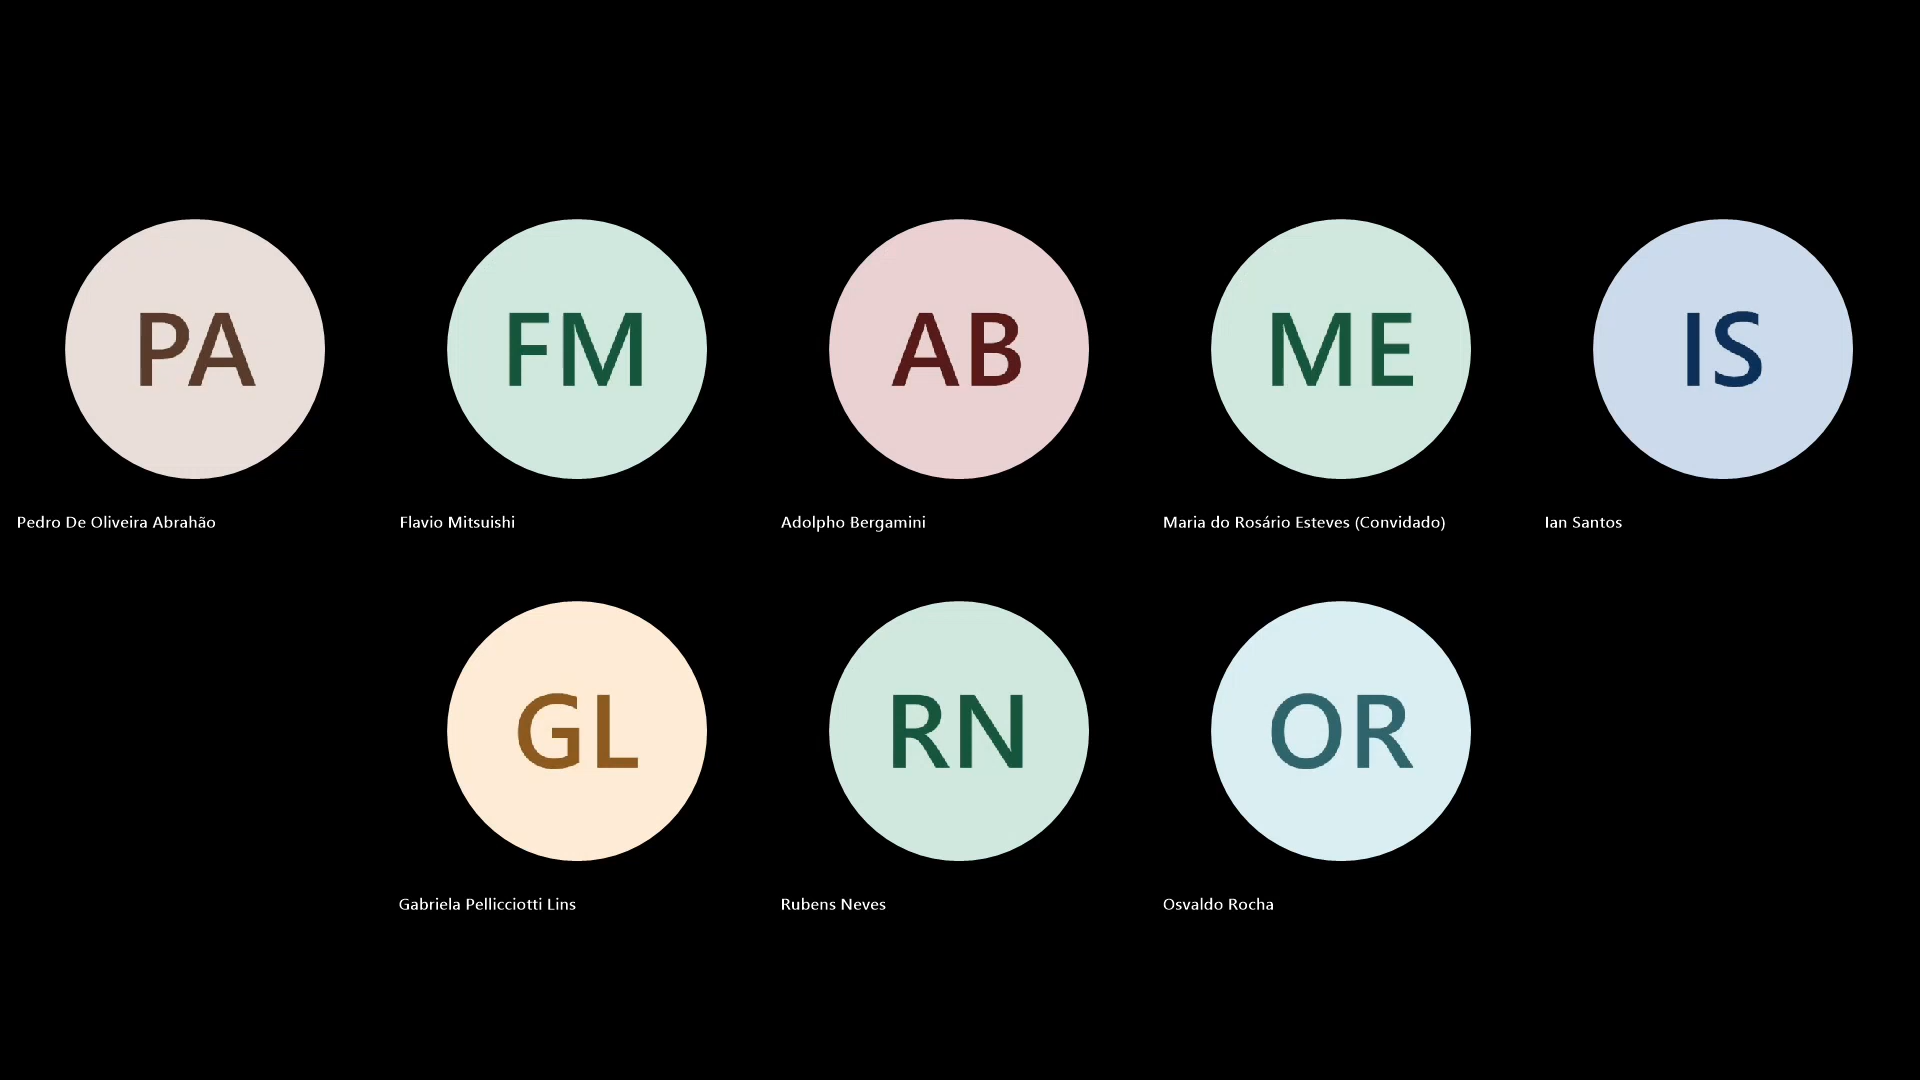 PA
FM
AB
ME
IS
Pedro De Oliveira Abrahão
Flavio Mitsuishi
Adolpho Bergamini
Maria do Rosário Esteves (Convidado)
Ian Santos
GL
RN
OR
Gabriela Pellicciotti Lins
Rubens Neves
Osvaldo Rocha